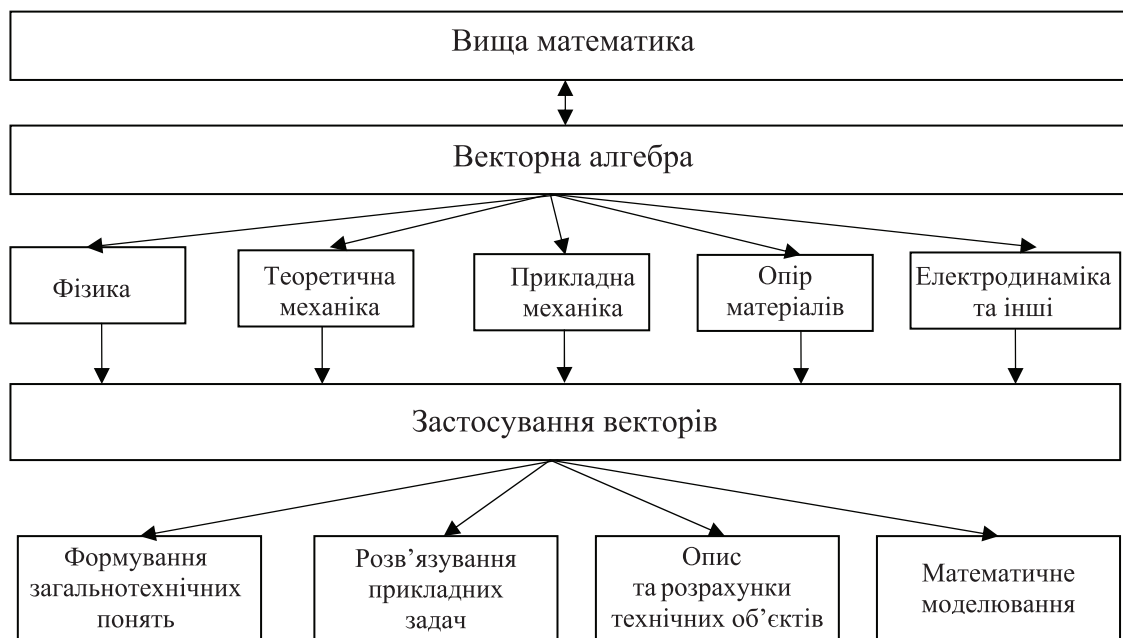 Вища математика
Векторна алгебра
Фізика
Теоретична
механіка
Прикладна
механіка
Опір
матеріалів
Електродинаміка
та інші
Застосування векторів
Формування
загальнотехнічних
понять
Розв’язування
прикладних
задач
Опис
та розрахунки
технічних об’єктів
Математичне
моделювання